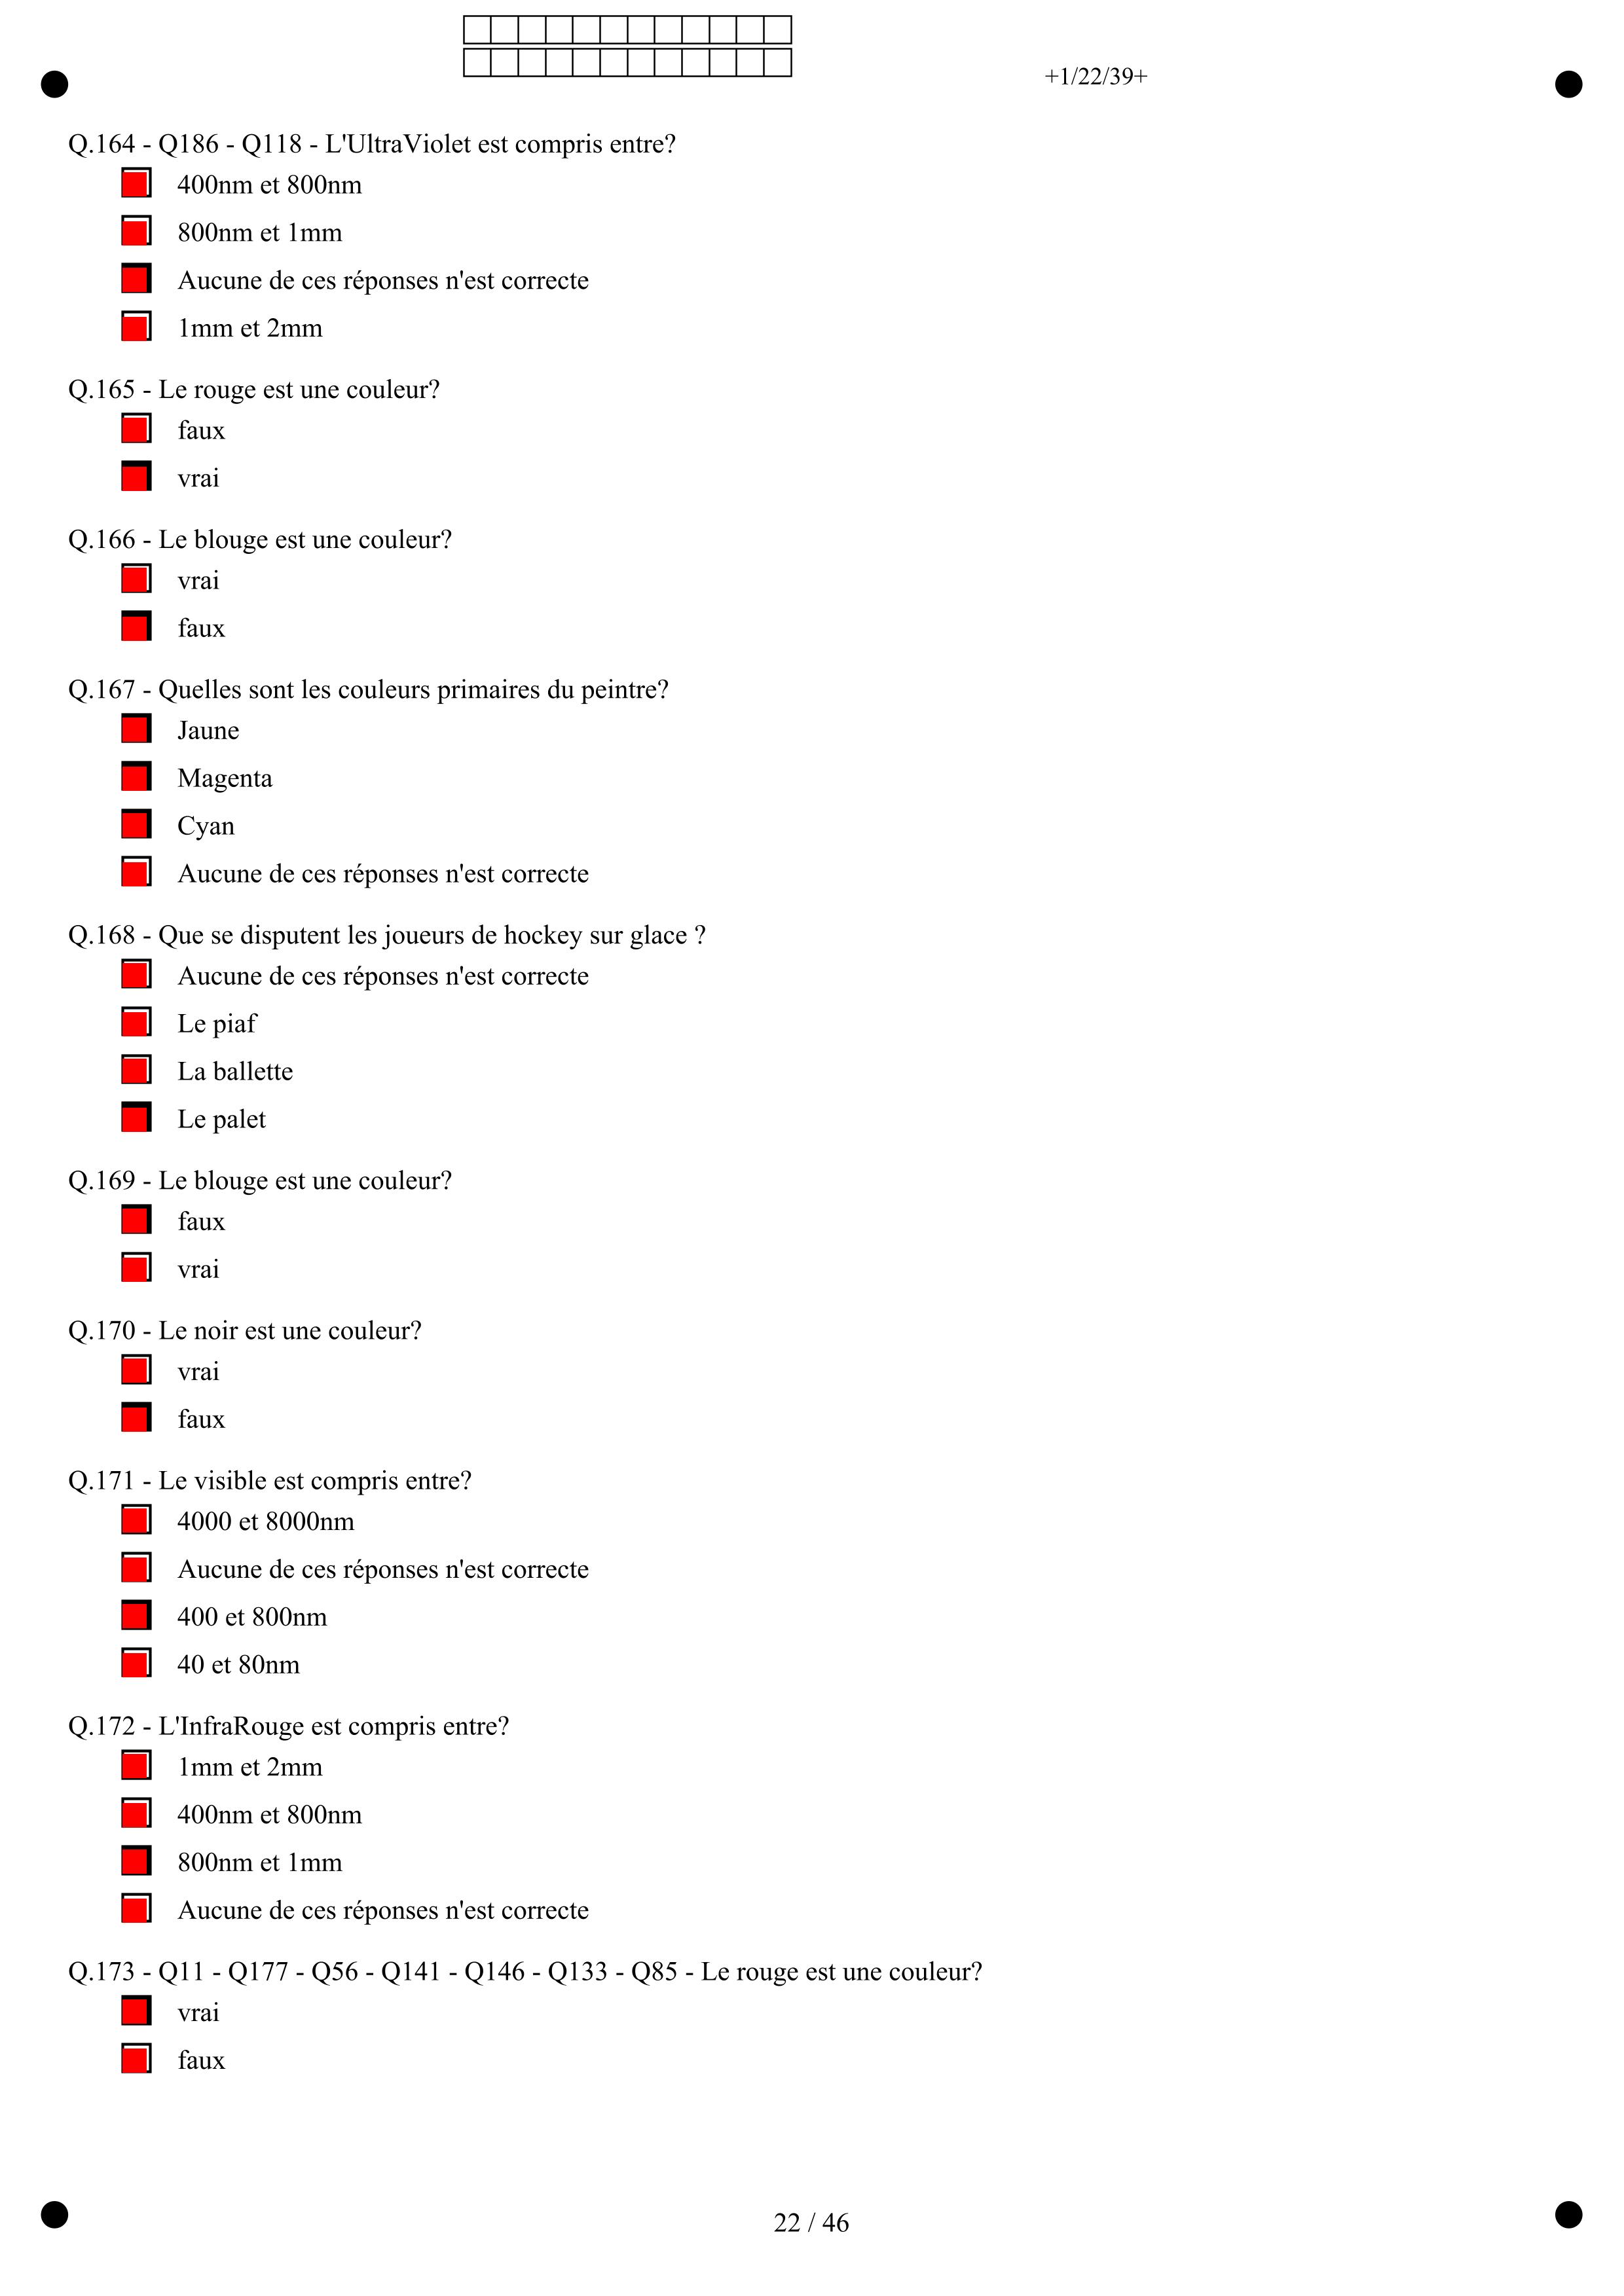 +1/22/39+
Q.164 - Q186 - Q118 - L'UltraViolet est compris entre?
400nm et 800nm
800nm et 1mm
Aucune de ces réponses n'est correcte
1mm et 2mm
Q.165 - Le rouge est une couleur?
faux
vrai
Q.166 - Le blouge est une couleur?
vrai
faux
Q.167 - Quelles sont les couleurs primaires du peintre?
Jaune
Magenta
Cyan
Aucune de ces réponses n'est correcte
Q.168 - Que se disputent les joueurs de hockey sur glace ?
Aucune de ces réponses n'est correcte
Le piaf
La ballette
Le palet
Q.169 - Le blouge est une couleur?
faux
vrai
Q.170 - Le noir est une couleur?
vrai
faux
Q.171 - Le visible est compris entre?
4000 et 8000nm
Aucune de ces réponses n'est correcte
400 et 800nm
40 et 80nm
Q.172 - L'InfraRouge est compris entre?
1mm et 2mm
400nm et 800nm
800nm et 1mm
Aucune de ces réponses n'est correcte
Q.173 - Q11 - Q177 - Q56 - Q141 - Q146 - Q133 - Q85 - Le rouge est une couleur?
vrai
faux
22 / 46